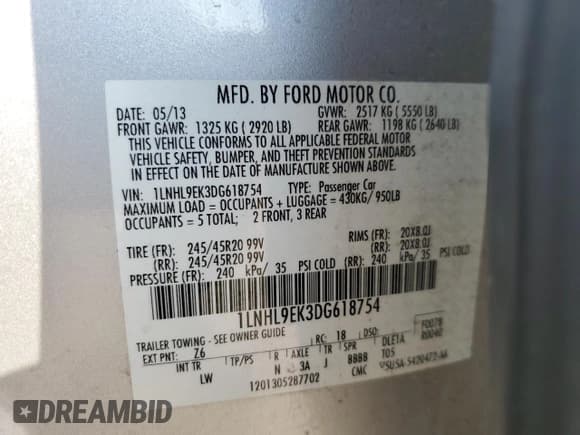 MFD. BY FORD MOTOR CO.
DATE: 05/13 GVWR: 2517 KG ( 5550 LB)
FRONT GAWR: 1325 KG ( 2920 LB) REAR GAWR: 1198 KG ( 2640 LB)
THIS VEHICLE CONFORMS TO ALL APPLICABLE FEDERAL MOTOR
VEHICLE SAFETY, BUMPER, AND THEFT PREVENTION STANDARDS
IN EFFECT ON THE DATE OF MANUFACTURE SHOWN ABOVE.
VIN: 1LNHL9EK3DG618754 TYPE: Passenger Car
MAXIMUM LOAD = OCCUPANTS + LUGGAGE = 430KG/ 950LB
OCCUPANTS = 5 TOTAL; 2 FRONT, 3 REAR
TIRE (FR): 245/45R20 99V RIMS (FR): 20X8.0J
(RR): 245/45R20 99V (RR): 20X8.0J
PRESSURE (FR): 240 kPa/ 35 PSI COLD (RR): 240 kPa/ 35 PSI COLD
1LNHL9EK3DG618754
TRAILER TOWING - SEE OWNER GUIDE RC: 18 DSO: F0079
EXT PNT: Z6 R0040
INT TR TP/PS R AXLE TR SPR DLETA
LW N 3A J BBBB T05
1201305287702 CMC
DREAMBID